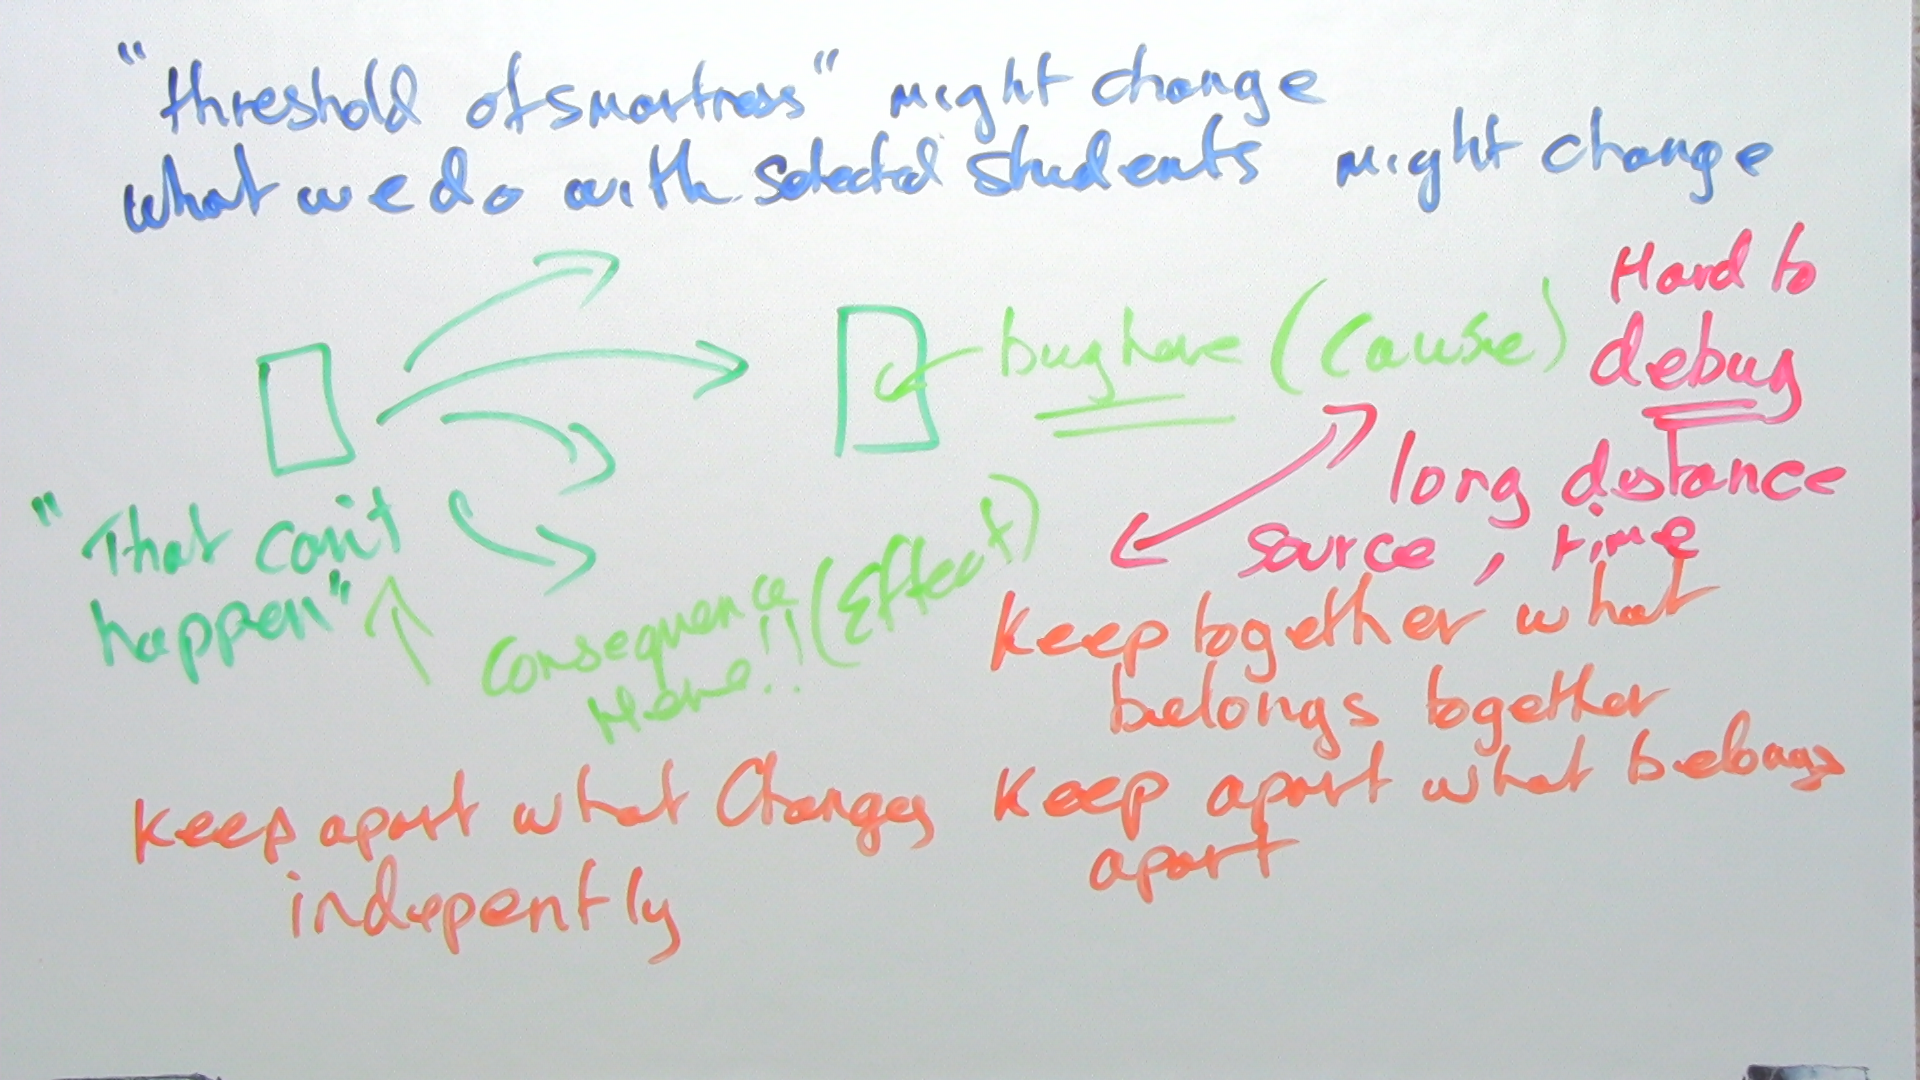 "threshold of smartness" might change
what we do with selected students might change
Hard to
debug
bug here (cause)
long distance
source, time
"That can't
happen"
Consequence
Here!! (Effect)
Keep together what
belongs together
Keep apart what belongs
apart
Keep apart what Changes
indepently